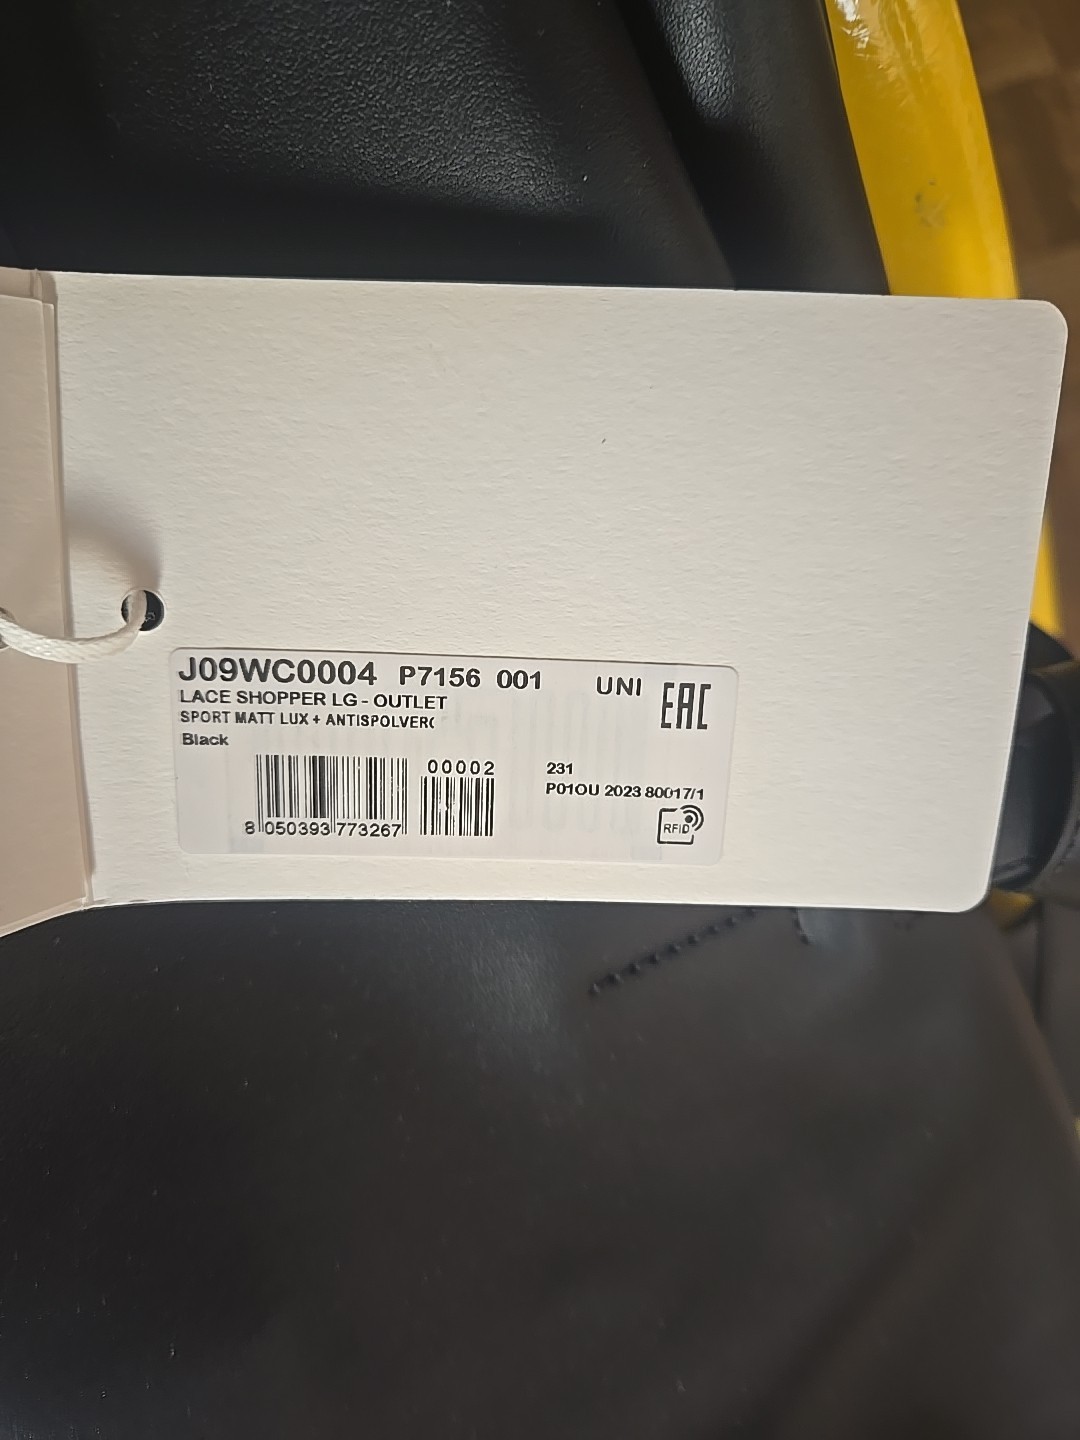 J09WC0004 P7156 001 UNI EAC
LACE SHOPPER LG - OUTLET
SPORT MATT LUX + ANTISPOLVER(
Black
00002
231
P01OU 2023 80017/1
8 050393 773267
RFID